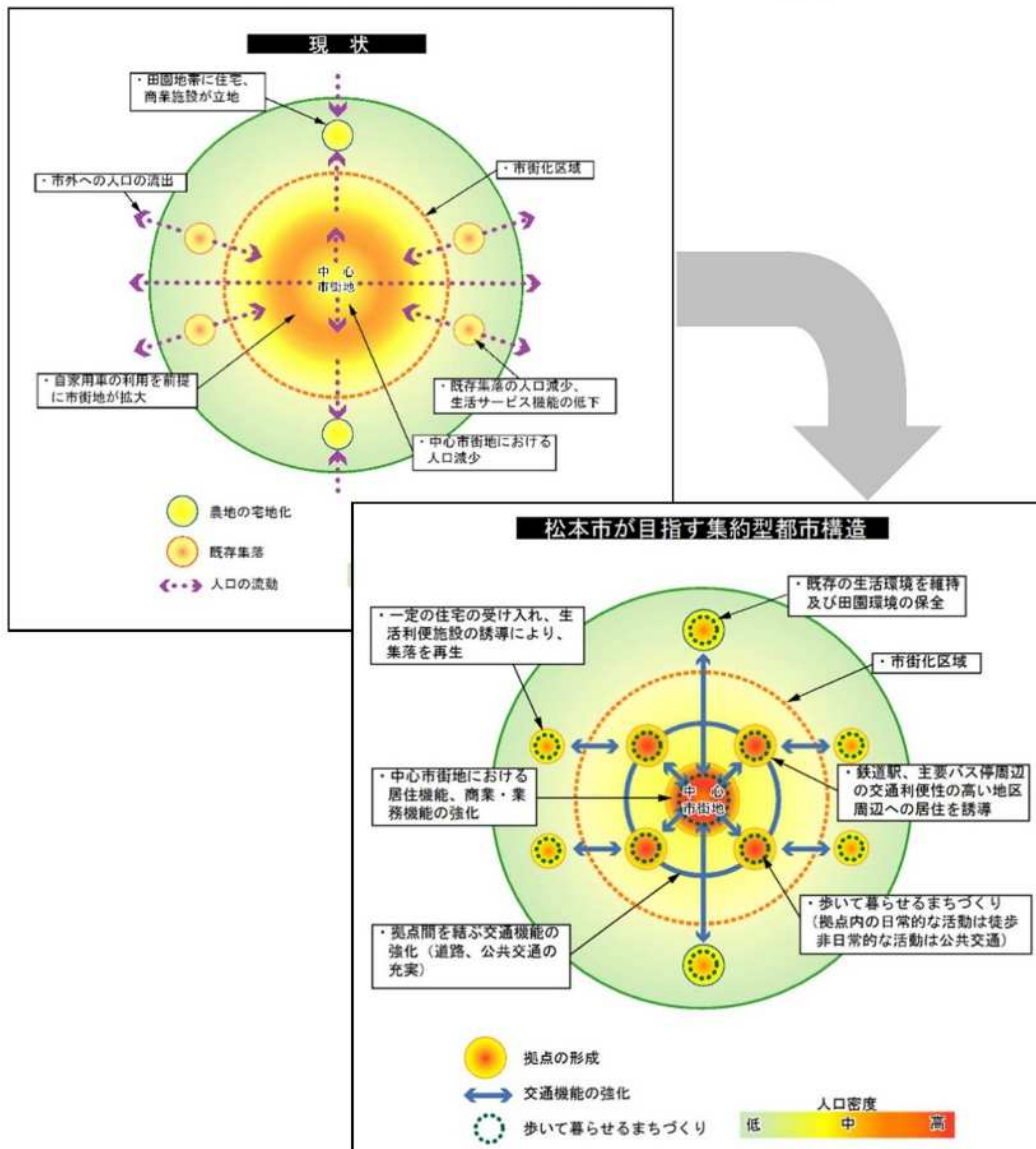 現 状
・田園地帯に住宅、
商業施設が立地
・市街化区域
・市外への人口の流出
中 心
市街地
・自家用車の利用を前提
に市街地が拡大
・既存集落の人口減少、
生活サービス機能の低下
・中心市街地における
人口減少
農地の宅地化
既存集落
人口の流動
松本市が目指す集約型都市構造
・既存の生活環境を維持
及び田園環境の保全
・一定の住宅の受け入れ、生
活利便施設の誘導により、
集落を再生
・市街化区域
・中心市街地における
居住機能、商業・業
務機能の強化
中 心
市街地
・鉄道駅、主要バス停周辺
の交通利便性の高い地区
周辺への居住を誘導
・歩いて暮らせるまちづくり
(拠点内の日常的な活動は徒歩
非日常的な活動は公共交通)
・拠点間を結ぶ交通機能の
強化(道路、公共交通の
充実)
拠点の形成
交通機能の強化
歩いて暮らせるまちづくり
人口密度
低 中 高